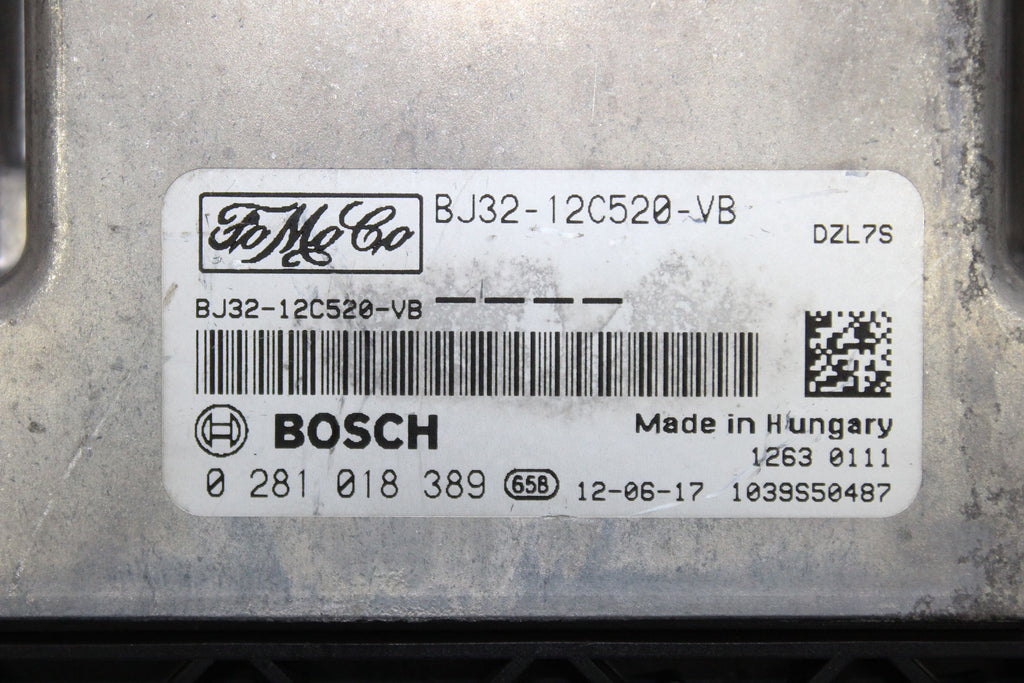 FoMoCo BJ32-12C520-VB
DZL7S
BJ32-12C520-VB
BOSCH
Made in Hungary
1263 0111
0 281 018 389 65B 12-06-17 1039S50487